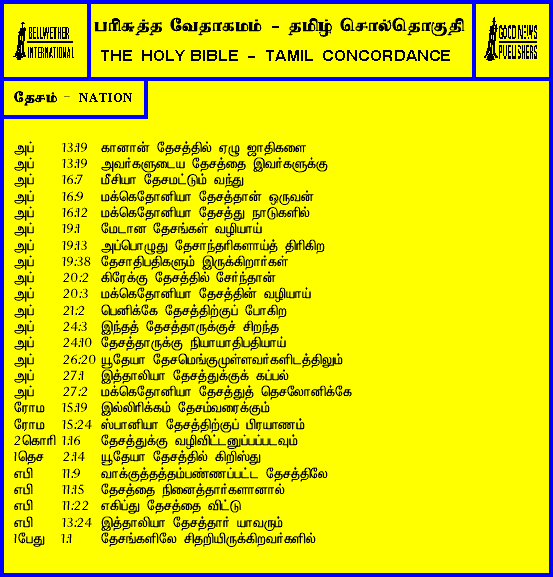 BELLWETHER
INTERNATIONAL
பரிசுத்த வேதாகமம் - தமிழ் சொல்தொகுதி
THE HOLY BIBLE - TAMIL CONCORDANCE
GOOD NEWS
PUBLISHERS
தேசம் - NATION
அப் 13:19 கானான் தேசத்தில் ஏழு ஜாதிகளை
அப் 13:19 அவர்களுடைய தேசத்தை இவர்களுக்கு
அப் 16:7 மீசியா தேசமட்டும் வந்து
அப் 16:9 மக்கெதோனியா தேசத்தான் ஒருவன்
அப் 16:12 மக்கெதோனியா தேசத்து நாடுகளில்
அப் 19:1 மேடான தேசங்கள் வழியாய்
அப் 19:13 அப்பொழுது தேசாந்தரிகளாய்த் திரிகிற
அப் 19:38 தேசாதிபதிகளும் இருக்கிறார்கள்
அப் 20:2 கிரேக்கு தேசத்தில் சேர்ந்தான்
அப் 20:3 மக்கெதோனியா தேசத்தின் வழியாய்
அப் 21:2 பெனிக்கே தேசத்திற்குப் போகிற
அப் 24:3 இந்தத் தேசத்தாருக்குச் சிறந்த
அப் 24:10 தேசத்தாருக்கு நியாயாதிபதியாய்
அப் 26:20 யூதேயா தேசமெங்குமுள்ளவர்களிடத்திலும்
அப் 27:1 இத்தாலியா தேசத்துக்குக் கப்பல்
அப் 27:2 மக்கெதோனியா தேசத்துத் தெசலோனிக்கே
ரோம 15:19 இல்லிரிக்கம் தேசம்வரைக்கும்
ரோம 15:24 ஸ்பானியா தேசத்திற்குப் பிரயாணம்
2கொரி 1:16 தேசத்துக்கு வழிவிட்டனுப்பப்படவும்
1தெச 2:14 யூதேயா தேசத்தில் கிறிஸ்து
எபி 11:9 வாக்குத்தத்தம்பண்ணப்பட்ட தேசத்திலே
எபி 11:15 தேசத்தை நினைத்தார்களானால்
எபி 11:22 எகிப்து தேசத்தை விட்டு
எபி 13:24 இத்தாலியா தேசத்தார் யாவரும்
1பேது 1:1 தேசங்களிலே சிதறியிருக்கிறவர்களில்